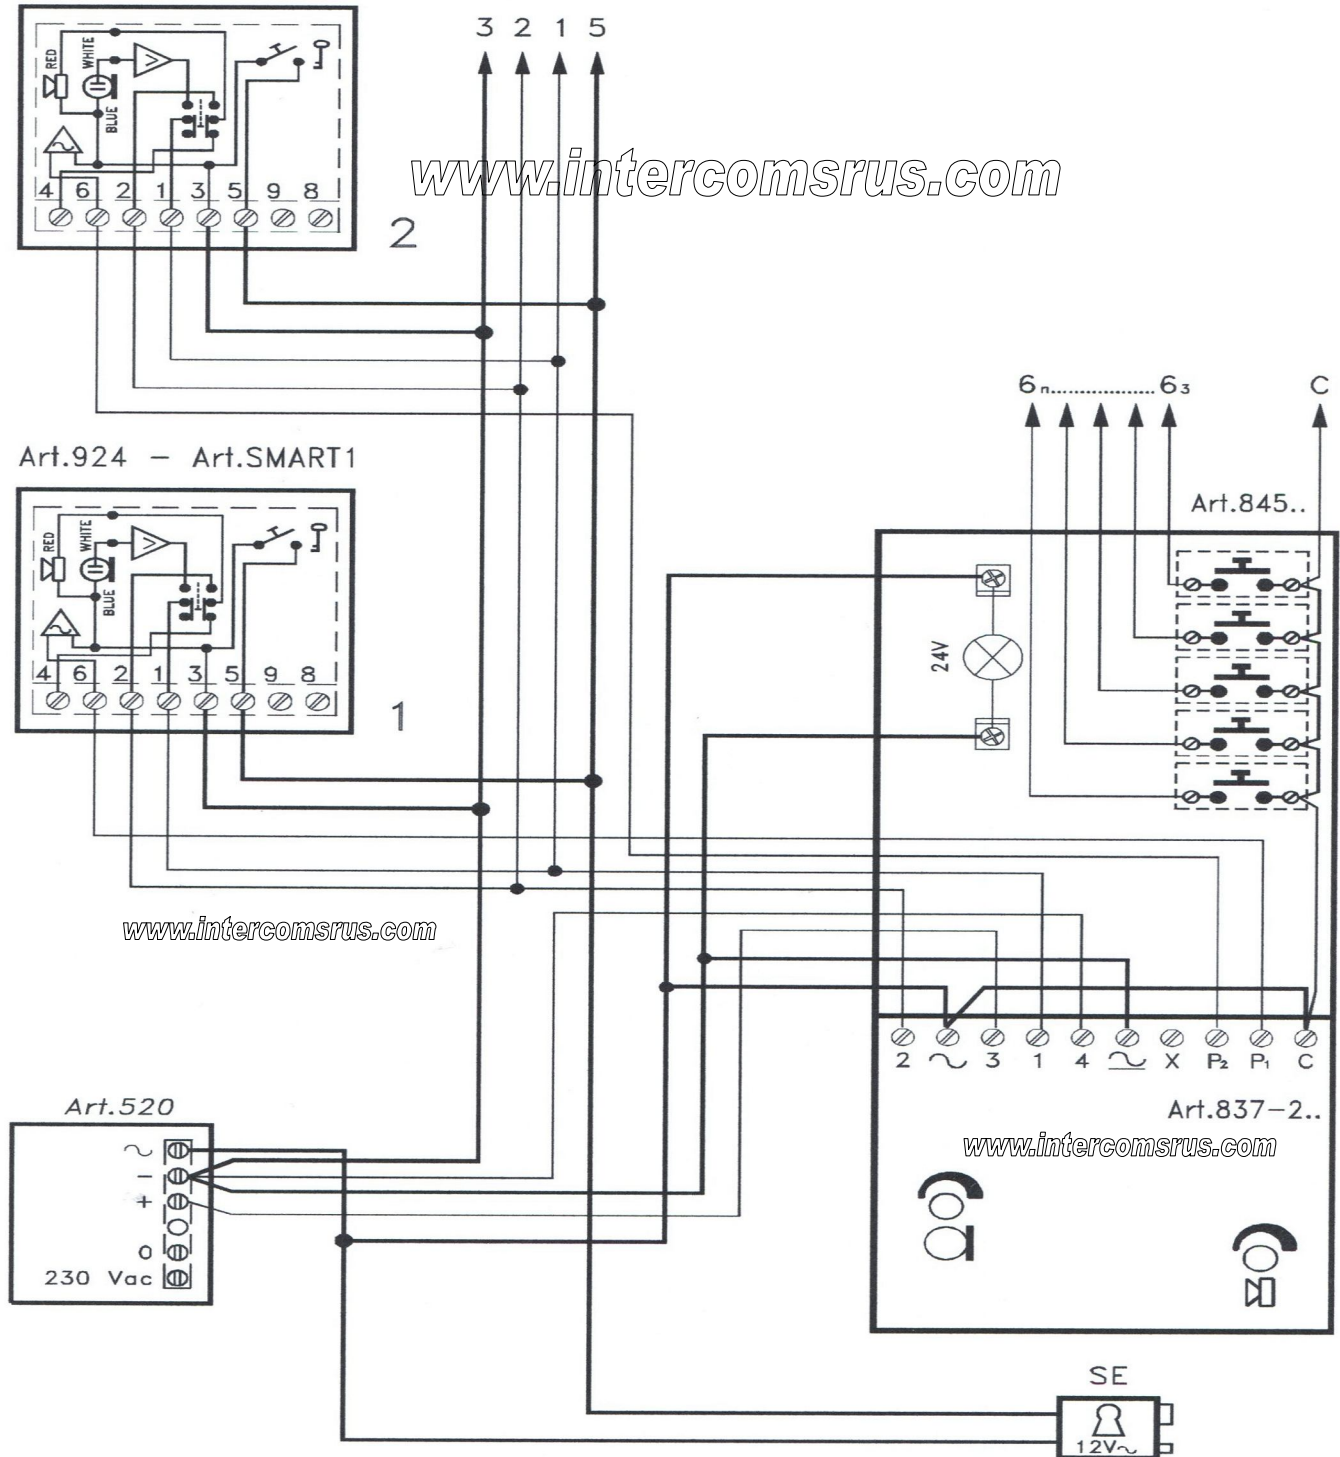 3 2 1 5
RED
WHITE
BLUE
4 6 2 1 3 5 9 8
2
www.intercomsrus.com
6n..................63 C
Art.924 - Art.SMART1
Art.845..
RED
WHITE
BLUE
4 6 2 1 3 5 9 8
1
24V
www.intercomsrus.com
2 ~ 3 1 4 ~ X P2 P1 C
Art.520
Art.837-2..
www.intercomsrus.com
~
-
+
0
230 Vac
SE
12V~